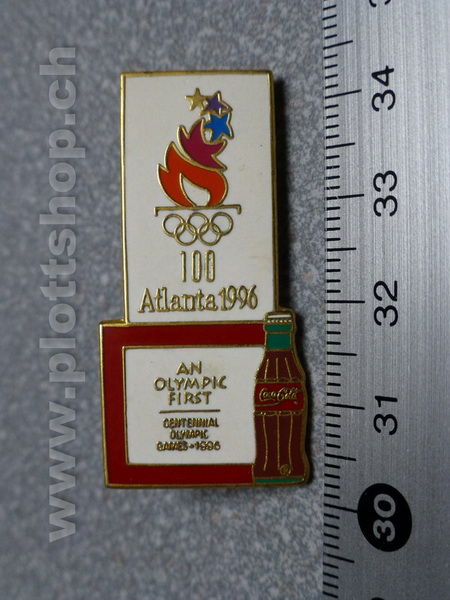 100
Atlanta 1996
AN
OLYMPIC
FIRST
CENTENNIAL
OLYMPIC
GAMES • 1996
Coca-Cola
www.plottshop.ch
34
33
32
31
30